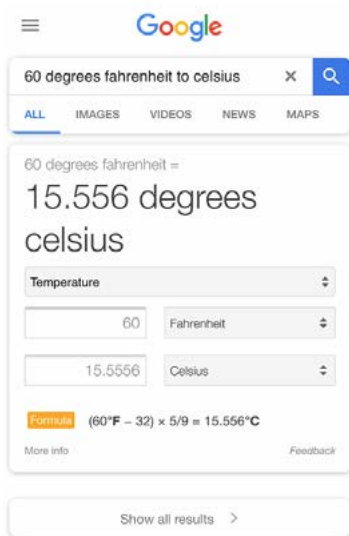 Google
60 degrees fahrenheit to celsius
ALL IMAGES VIDEOS NEWS MAPS
60 degrees fahrenheit =
15.556 degrees
celsius
Temperature
60 Fahrenheit
15.5556 Celsius
Formula (60°F − 32) × 5/9 = 15.556°C
More info Feedback
Show all results